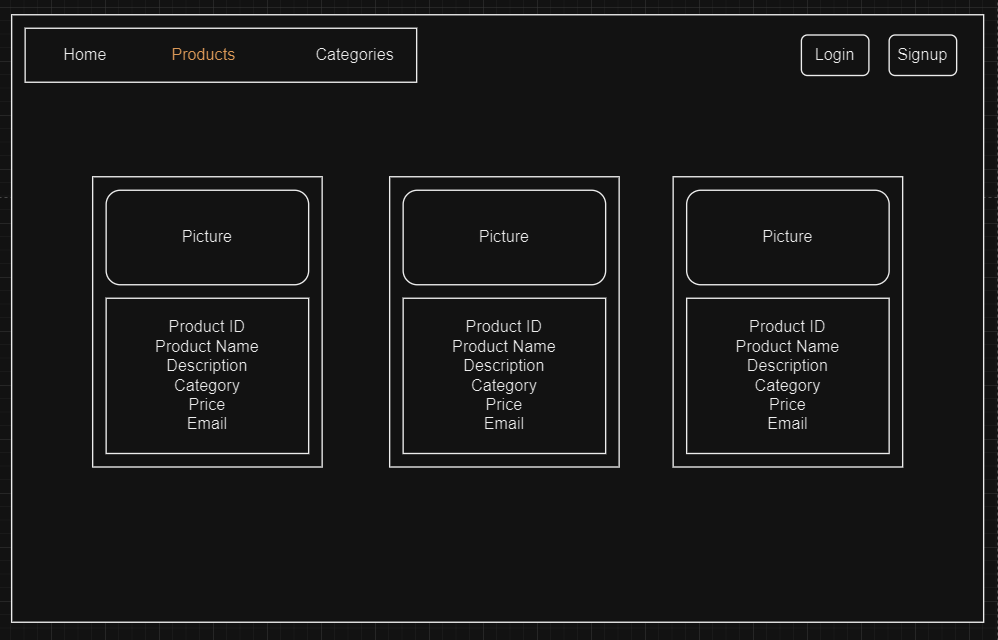 Home Products Categories Login Signup
Picture Picture Picture
Product ID Product ID Product ID
Product Name Product Name Product Name
Description Description Description
Category Category Category
Price Price Price
Email Email Email